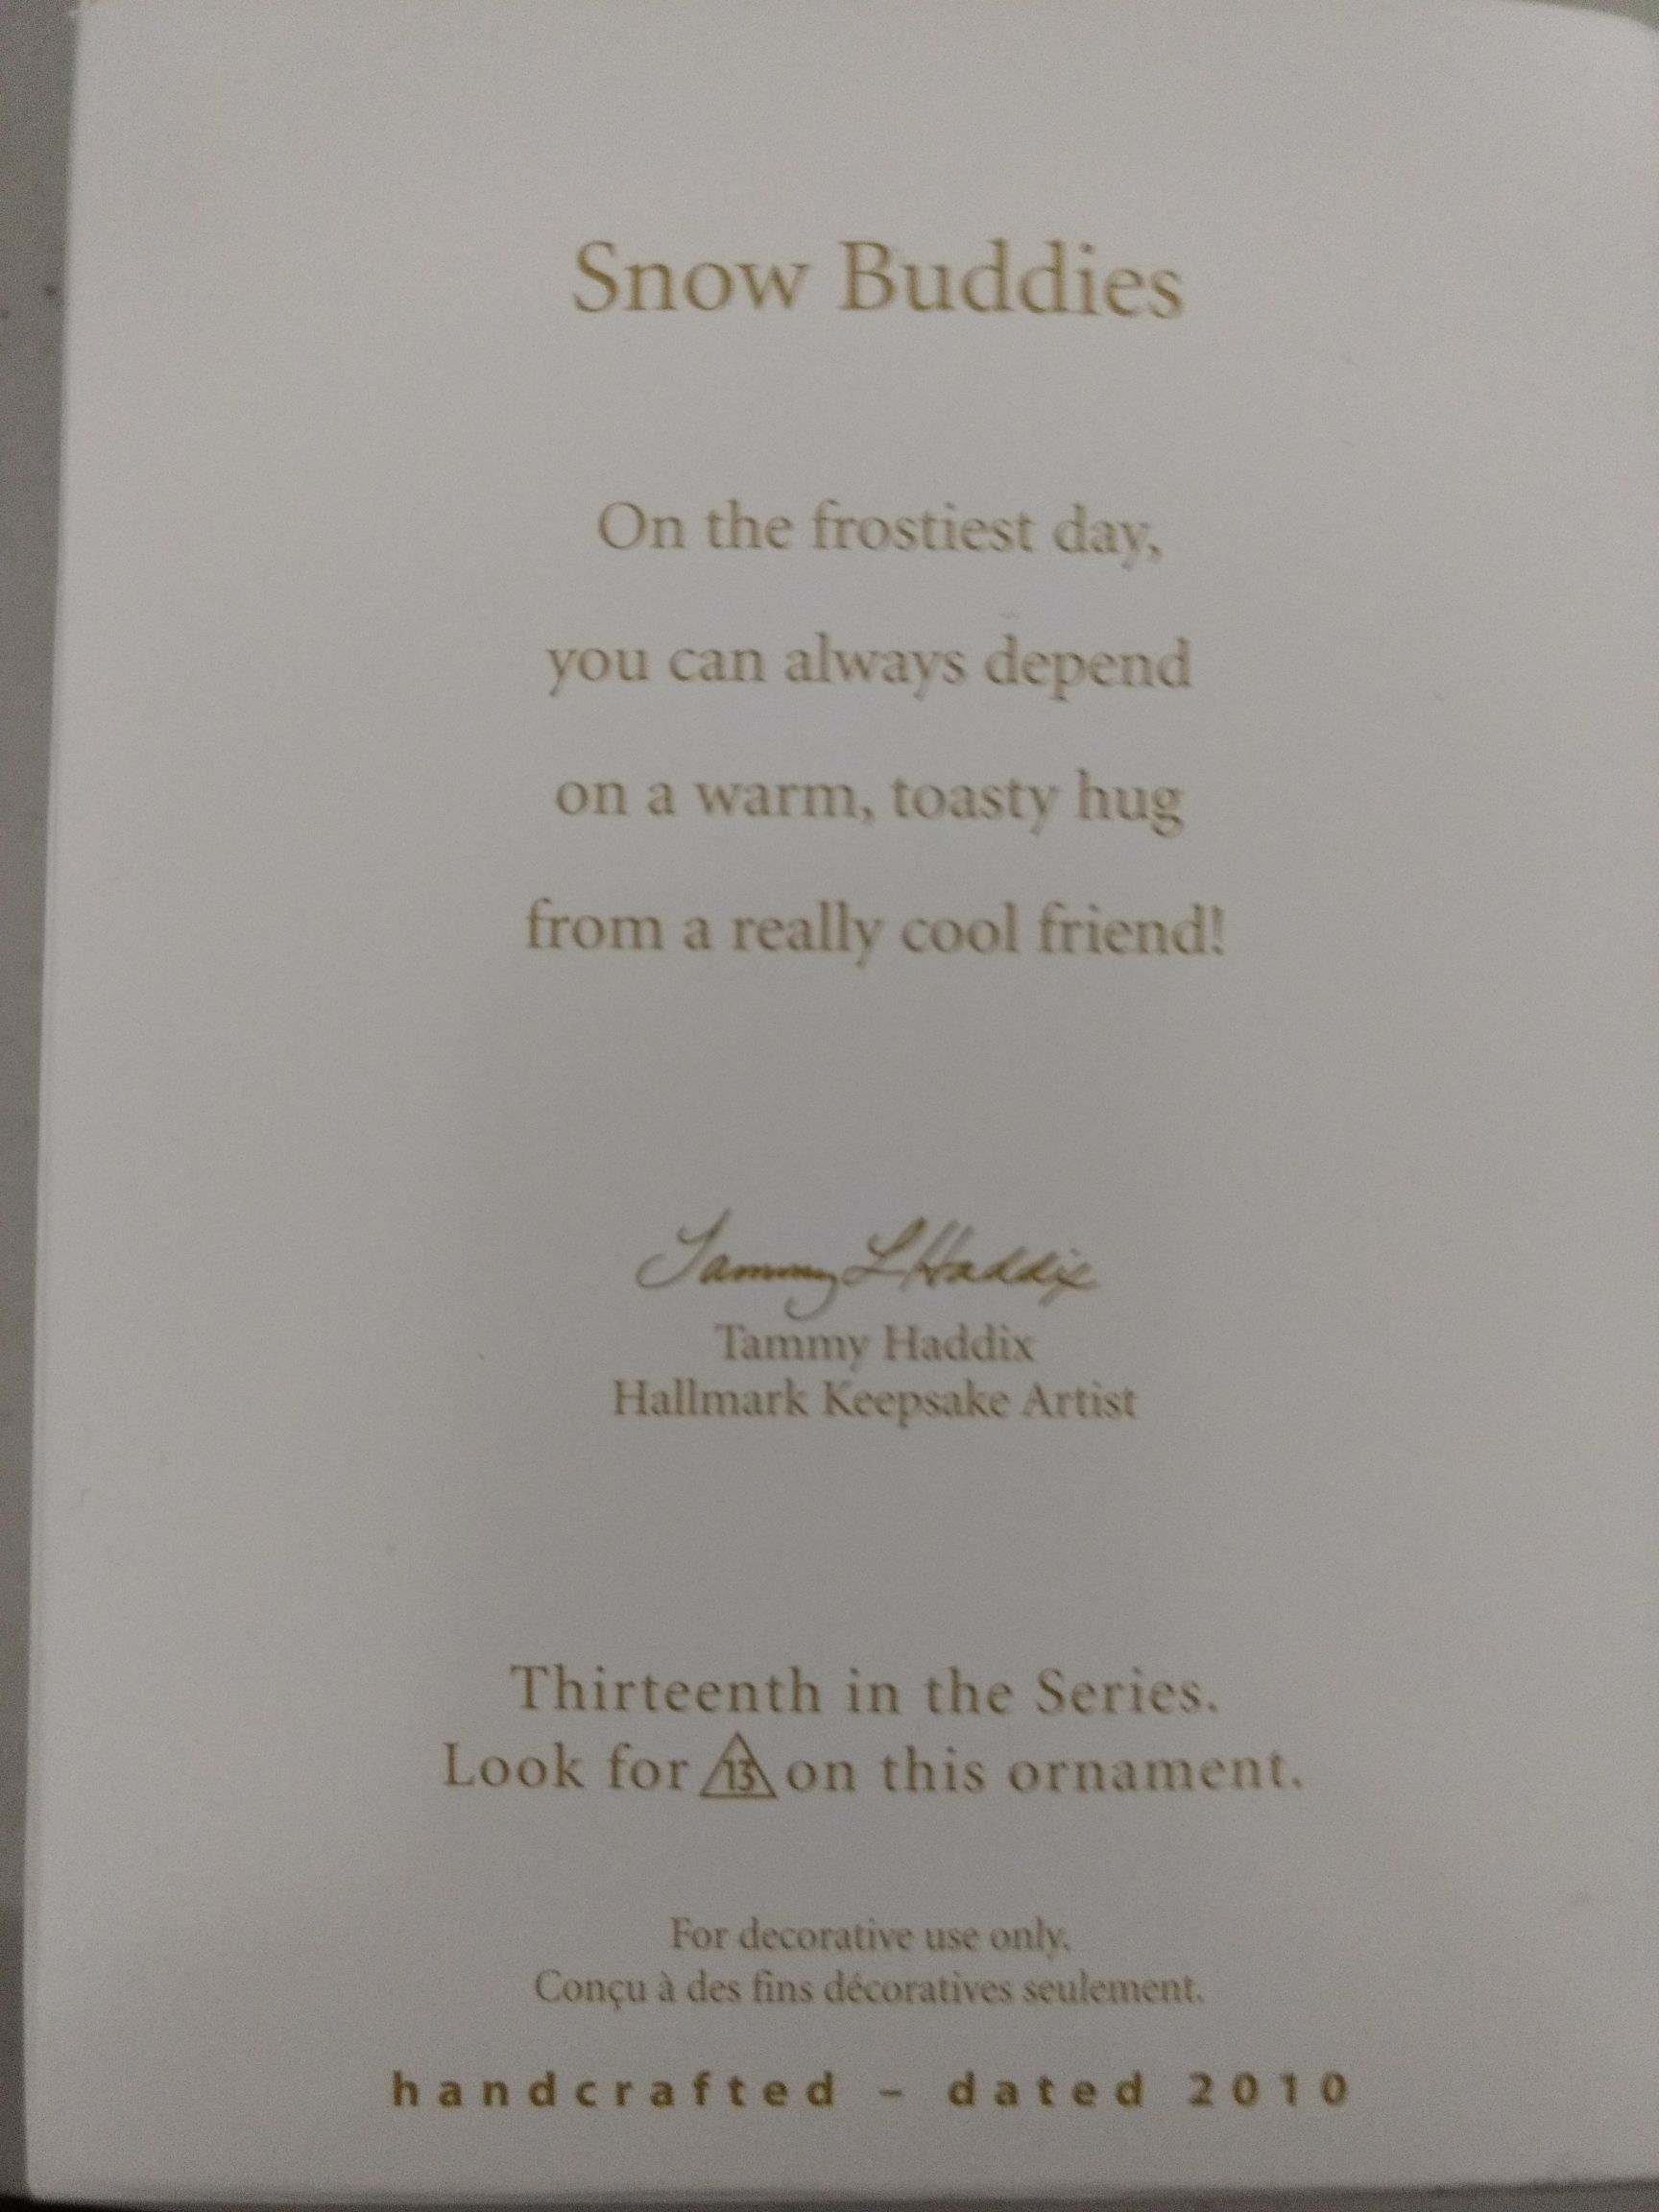 Snow Buddies
On the frostiest day,
you can always depend
on a warm, toasty hug
from a really cool friend!
Tammy L Haddix
Tammy Haddix
Hallmark Keepsake Artist
Thirteenth in the Series.
Look for 13 on this ornament.
For decorative use only.
Conçu à des fins décoratives seulement.
handcrafted – dated 2010